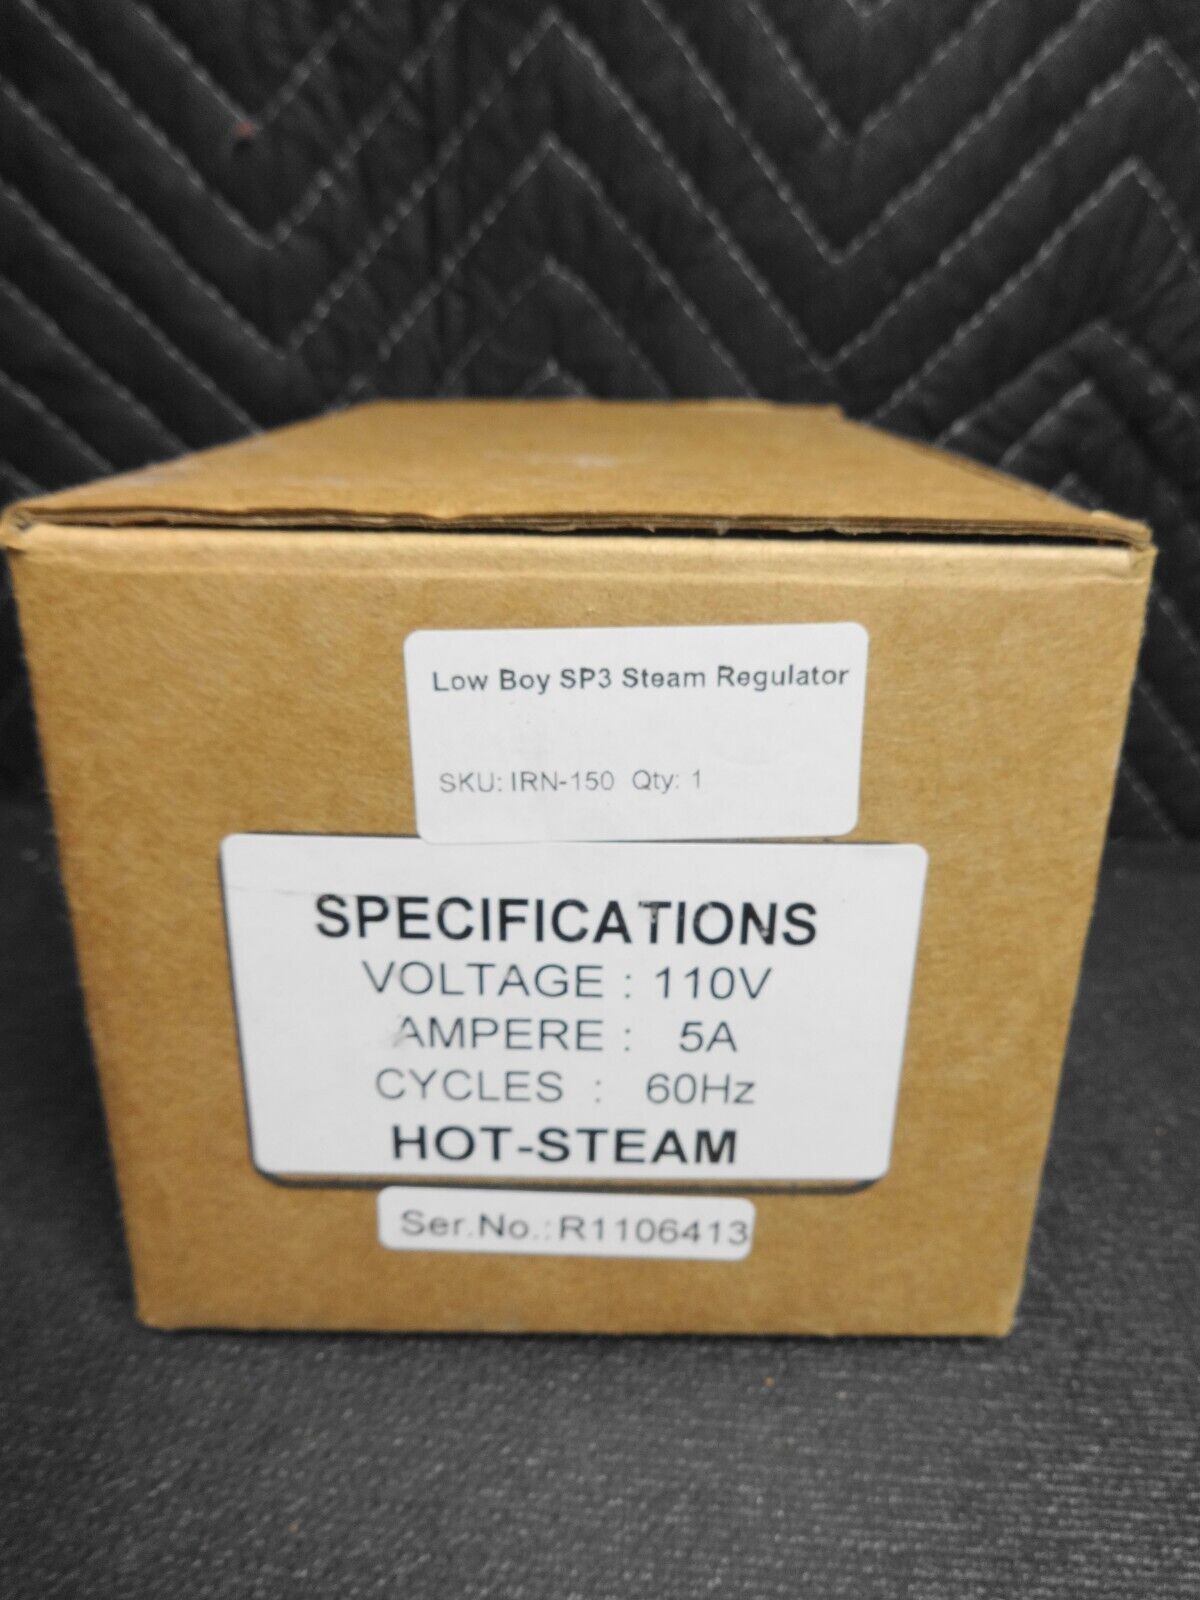 Low Boy SP3 Steam Regulator
SKU: IRN-150 Qty: 1
SPECIFICATIONS
VOLTAGE : 110V
AMPERE : 5A
CYCLES : 60Hz
HOT-STEAM
Ser.No.:R1106413